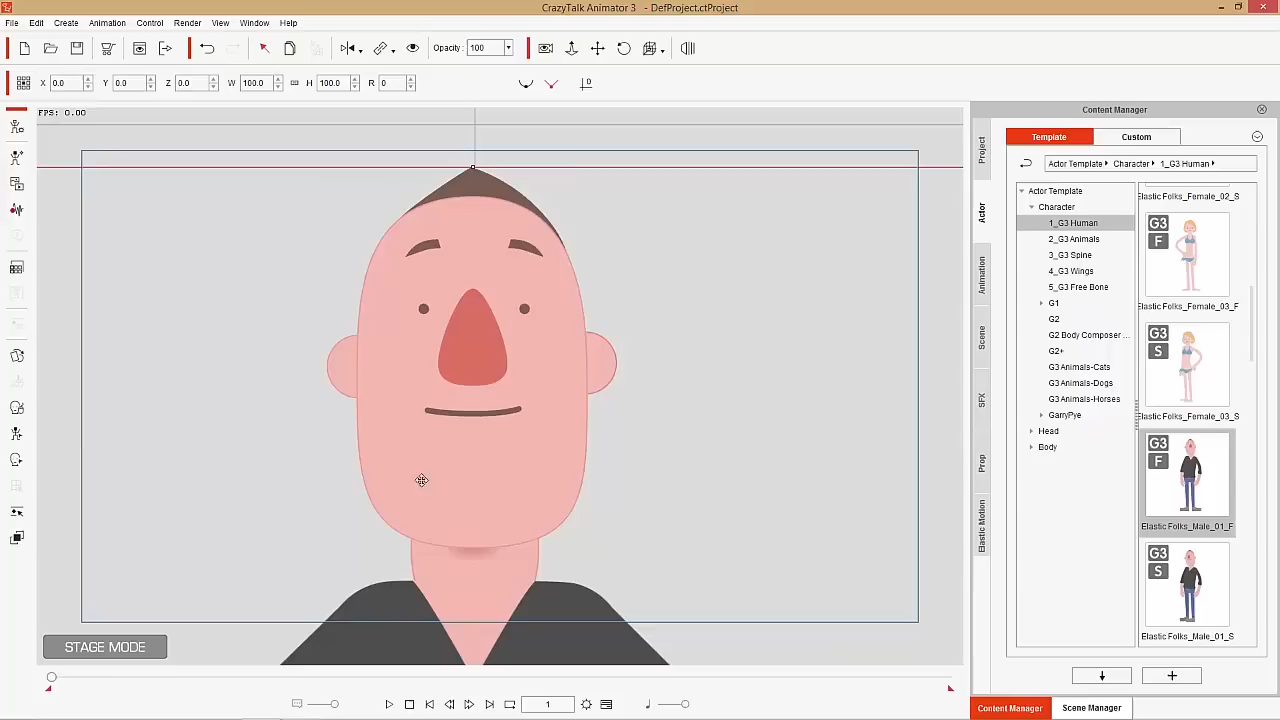 CrazyTalk Animator 3 - DefProject.ctProject
File Edit Create Animation Control Render View Window Help
Opacity : 100
X 0.0 Y 0.0 Z 0.0 W 100.0 H 100.0 R 0
FPS: 0.00
STAGE MODE
1
Content Manager
Template Custom
Actor Template Character 1_G3 Human
Project
Actor
Animation
Scene
SFX
Prop
Elastic Motion
Actor Template
Character
1_G3 Human
2_G3 Animals
3_G3 Spine
4_G3 Wings
5_G3 Free Bone
G1
G2
G2 Body Composer ...
G2+
G3 Animals-Cats
G3 Animals-Dogs
G3 Animals-Horses
GarryPye
Head
Body
Elastic Folks_Female_02_S
G3
F
Elastic Folks_Female_03_F
G3
S
Elastic Folks_Female_03_S
G3
F
Elastic Folks_Male_01_F
G3
S
Elastic Folks_Male_01_S
Content Manager Scene Manager